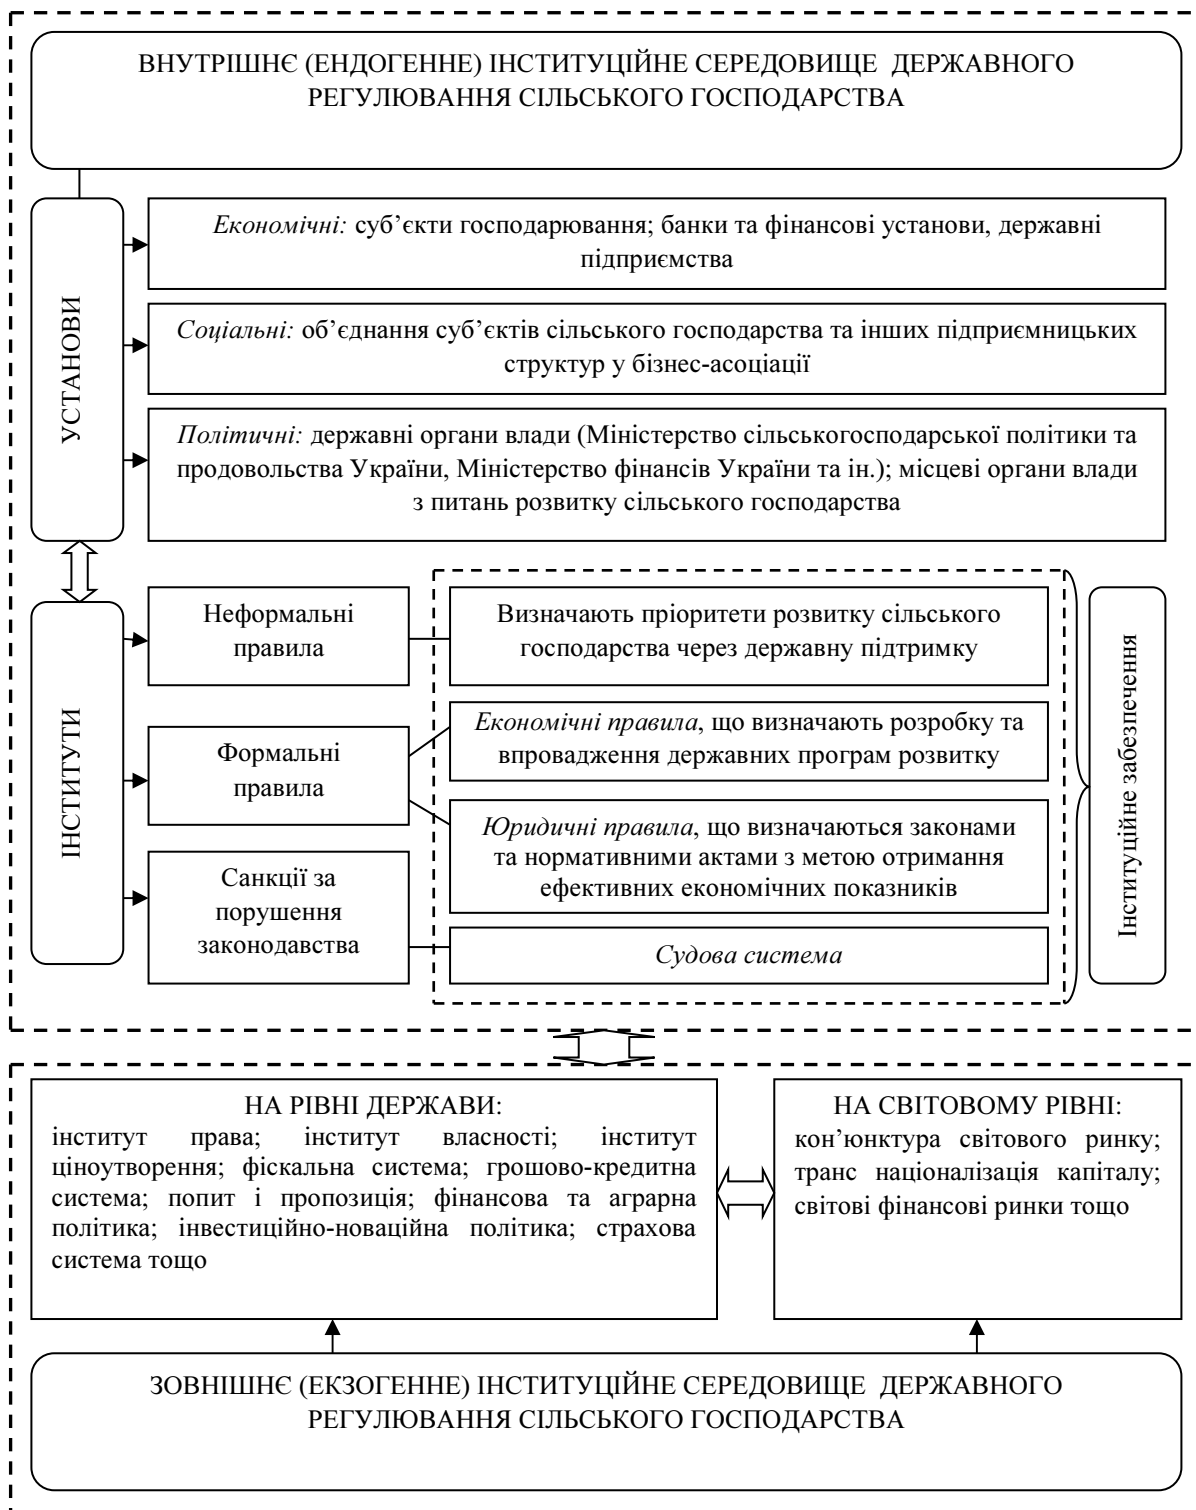 ВНУТРІШНЄ (ЕНДОГЕННЕ) ІНСТИТУЦІЙНЕ СЕРЕДОВИЩЕ ДЕРЖАВНОГО
РЕГУЛЮВАННЯ СІЛЬСЬКОГО ГОСПОДАРСТВА
УСТАНОВИ
Економічні: суб’єкти господарювання; банки та фінансові установи, державні
підприємства
Соціальні: об’єднання суб’єктів сільського господарства та інших підприємницьких
структур у бізнес-асоціації
Політичні: державні органи влади (Міністерство сільськогосподарської політики та
продовольства України, Міністерство фінансів України та ін.); місцеві органи влади
з питань розвитку сільського господарства
ІНСТИТУТИ
Неформальні
правила
Визначають пріоритети розвитку сільського
господарства через державну підтримку
Формальні
правила
Економічні правила, що визначають розробку та
впровадження державних програм розвитку
Юридичні правила, що визначаються законами
та нормативними актами з метою отримання
ефективних економічних показників
Санкції за
порушення
законодавства
Судова система
Інституційне забезпечення
НА РІВНІ ДЕРЖАВИ:
інститут права; інститут власності; інститут
ціноутворення; фіскальна система; грошово-кредитна
система; попит і пропозиція; фінансова та аграрна
політика; інвестиційно-новаційна політика; страхова
система тощо
НА СВІТОВОМУ РІВНІ:
кон’юнктура світового ринку;
транс націоналізація капіталу;
світові фінансові ринки тощо
ЗОВНІШНЄ (ЕКЗОГЕННЕ) ІНСТИТУЦІЙНЕ СЕРЕДОВИЩЕ ДЕРЖАВНОГО
РЕГУЛЮВАННЯ СІЛЬСЬКОГО ГОСПОДАРСТВА